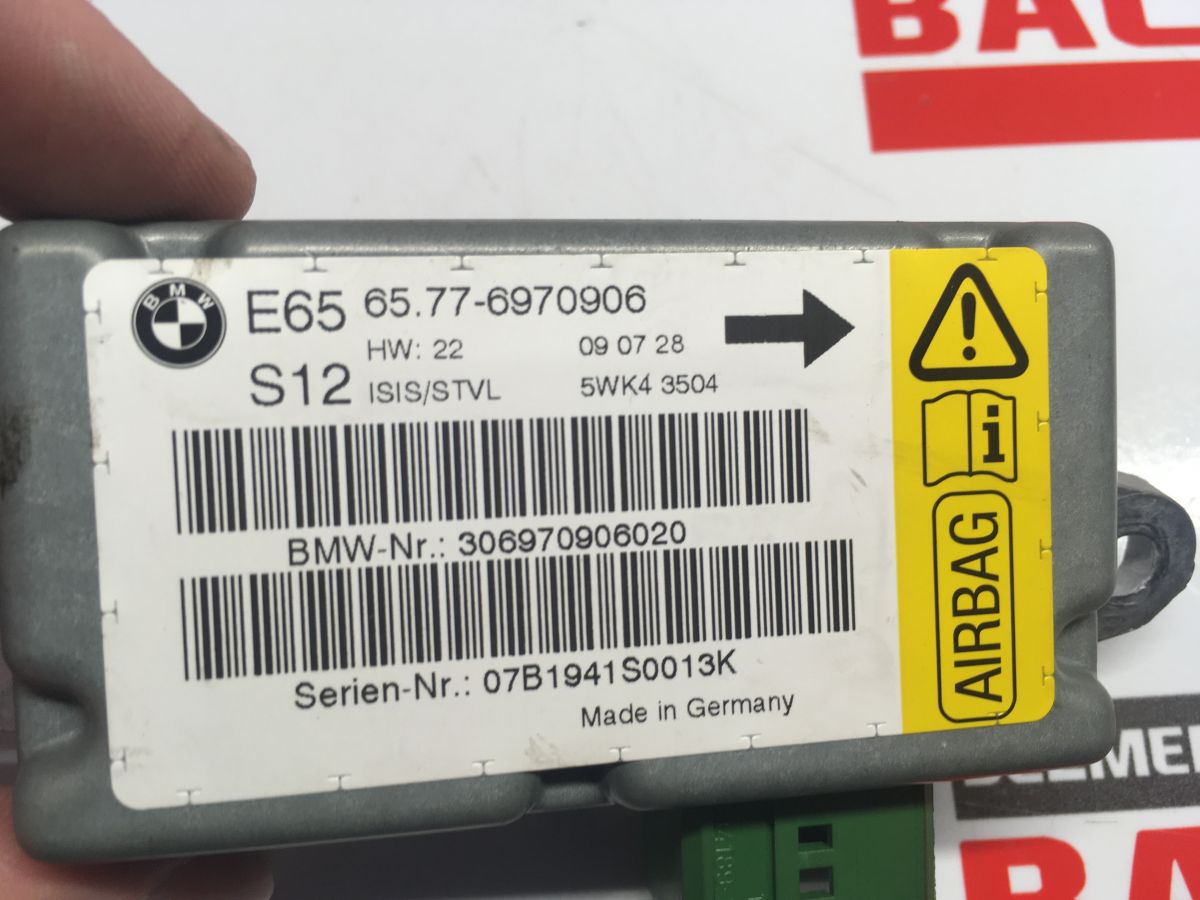 BMW
E65 65.77-6970906
HW: 22 09 07 28
S12 ISIS/STVL 5WK4 3504
BMW-Nr.: 306970906020
Serien-Nr.: 07B1941S0013K
Made in Germany
i
AIRBAG